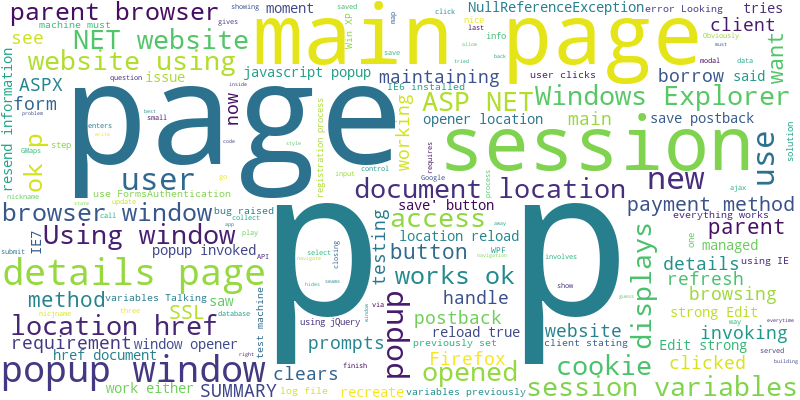 parent browser
moment
NullReferenceException
error Looking
machine must
showing
gives
saved
map
click
nice
last
Obviously
tries
main page
Win XP
NET website
see
website using
issue
javascript popup
info
client
must
allow
back
modal
data
want
ASPX
form
question
inside
save
tried
IE6 installed
maintaining
user clicks
borrow
said
resend information
GMaps
step
problem
best
small
enters
write
now
code
page
style
registration process
working
ASP NET
Windows Explorer
opener location
main
save postback
solution
ok p
nickname
user
go
input
control
requires
Google
session
process
ajax
use
use FormsAuthentication
update
state
document location
new
payment method
browser window
bug raised
call
app
collect
save' button
access
everything works
parent
IE7
Using window
play
testing
location reload
away
involves
one
managed
using IE
submit
popup invoked
API
select
navigate
closing
button
WPF
navigation
displays
details
refresh
details page
hides
seems
works ok
show
browsing
method
variables Talking
nicjname
three
database
test machine
via
popup
handle
guess
strong Edit
way
location href
SSL
saw
using jQuery
window
postback
website
invoking
requirement
window opener
prompts
reload true
client stating
Edit strong
served
everytime
href document
right
finish
Firefox
previously set
cookie
clicked
building
popup window
clears
opened
work either
SUMMARY
log file
recreate
variables previously
session variables
p p